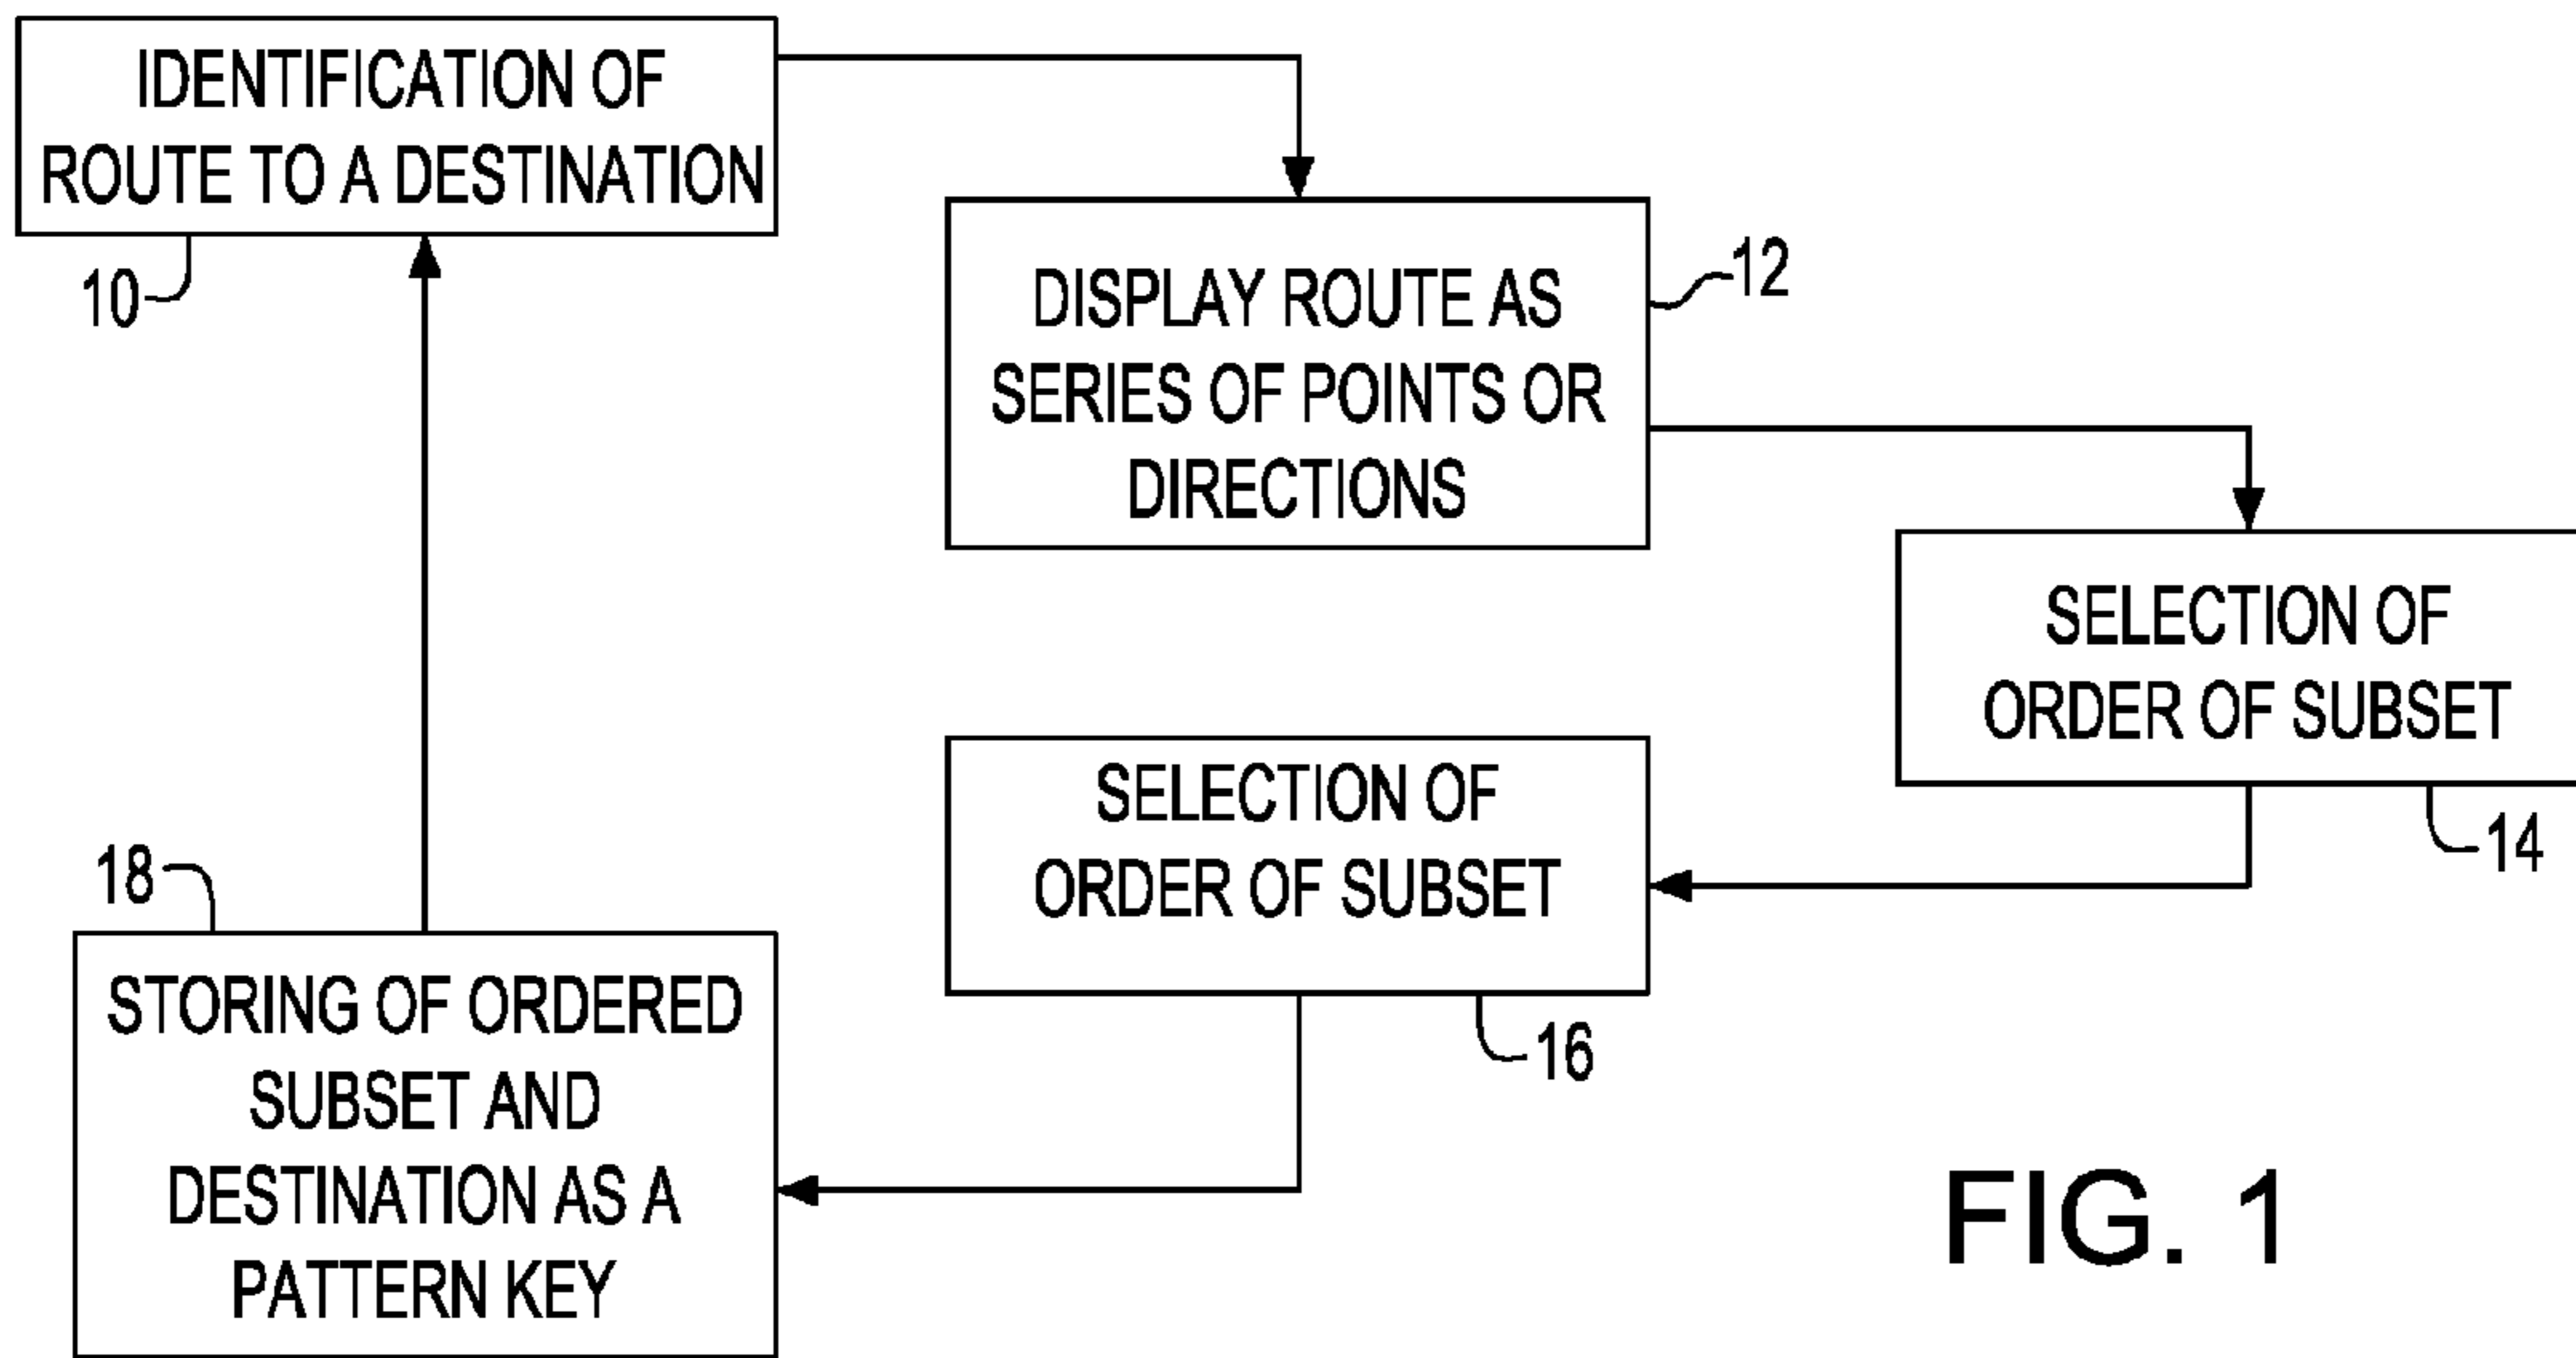 IDENTIFICATION OF
ROUTE TO A DESTINATION
10
DISPLAY ROUTE AS
SERIES OF POINTS OR
DIRECTIONS
12
SELECTION OF
ORDER OF SUBSET
14
SELECTION OF
ORDER OF SUBSET
16
18
STORING OF ORDERED
SUBSET AND
DESTINATION AS A
PATTERN KEY
FIG. 1